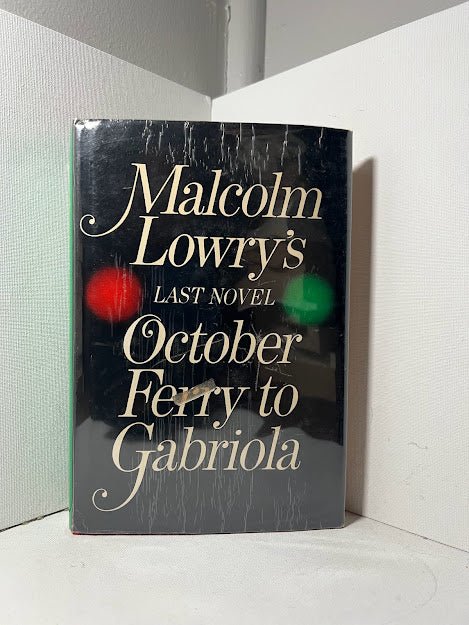 Malcolm
Lowry's
LAST NOVEL
October
Ferry to
Gabriola